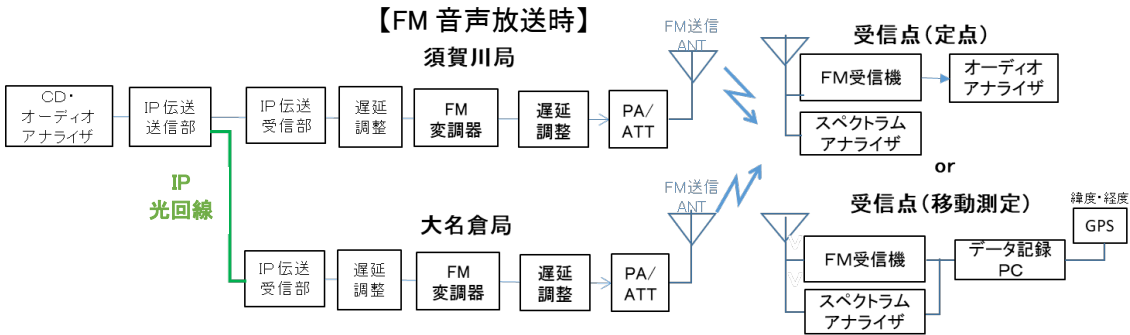 【FM 音声放送時】
須賀川局
CD・
オーディオ
アナライザ
IP伝送
送信部
IP伝送
受信部
遅延
調整
FM
変調器
遅延
調整
PA/
ATT
FM送信
ANT
IP
光回線
大名倉局
IP伝送
受信部
遅延
調整
FM
変調器
遅延
調整
PA/
ATT
FM送信
ANT
受信点（定点）
FM受信機
オーディオ
アナライザ
スペクトラム
アナライザ
or
受信点（移動測定）
FM受信機
スペクトラム
アナライザ
データ記録
PC
緯度・経度
GPS